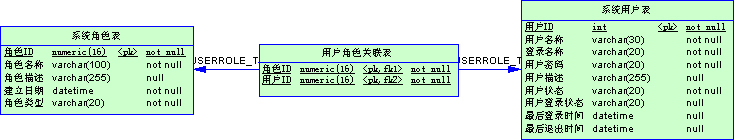 系统角色表
角色ID numeric(16) <pk> not null
角色名称 varchar(100) not null
角色描述 varchar(255) null
建立日期 datetime not null
角色类型 varchar(20) not null
USERROLE_T
用户角色关联表
角色ID numeric(16) <pk,fk1> not null
用户ID numeric(16) <pk,fk2> not null
ISERROLE_T
系统用户表
用户ID int <pk> not null
用户名称 varchar(30) not null
登录名称 varchar(20) not null
用户密码 varchar(20) not null
用户描述 varchar(255) null
用户状态 varchar(20) not null
用户登录状态 varchar(20) null
最后登录时间 datetime null
最后退出时间 datetime null